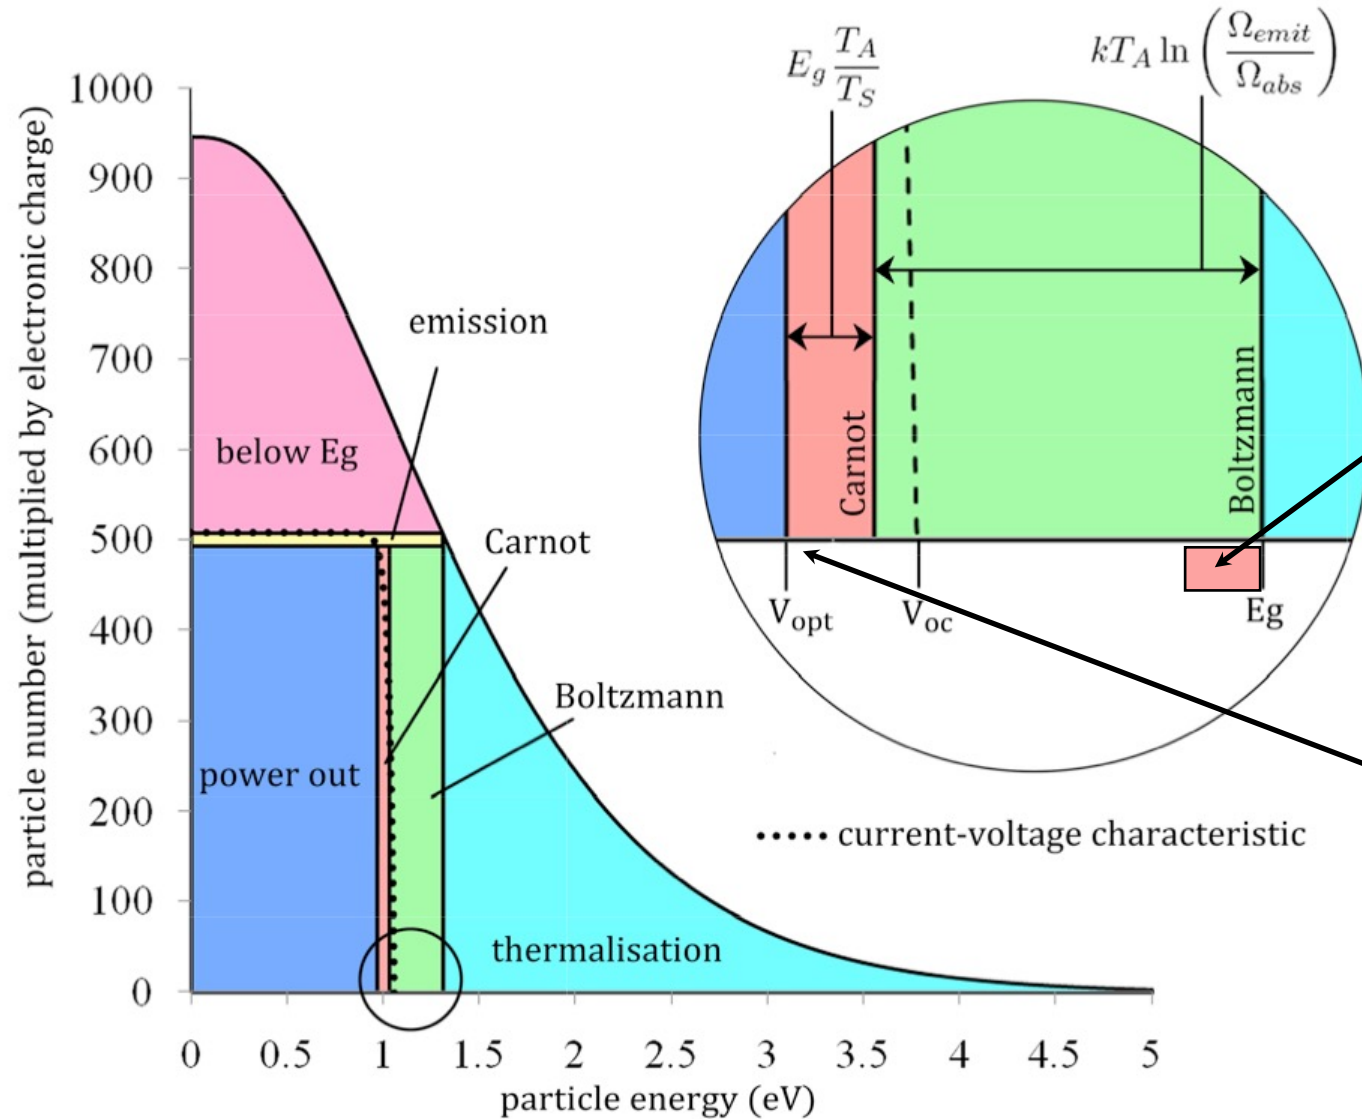 particle number (multiplied by electronic charge)
1000
900
800
700
600
500
400
300
200
100
0
below Eg
emission
Carnot
Boltzmann
power out
thermalisation
0 0.5 1 1.5 2 2.5 3 3.5 4 4.5 5
particle energy (eV)
E_g T_A/T_S
kT_A ln (Ω_emit/Ω_abs)
Carnot
Boltzmann
V_opt V_oc Eg
current-voltage characteristic